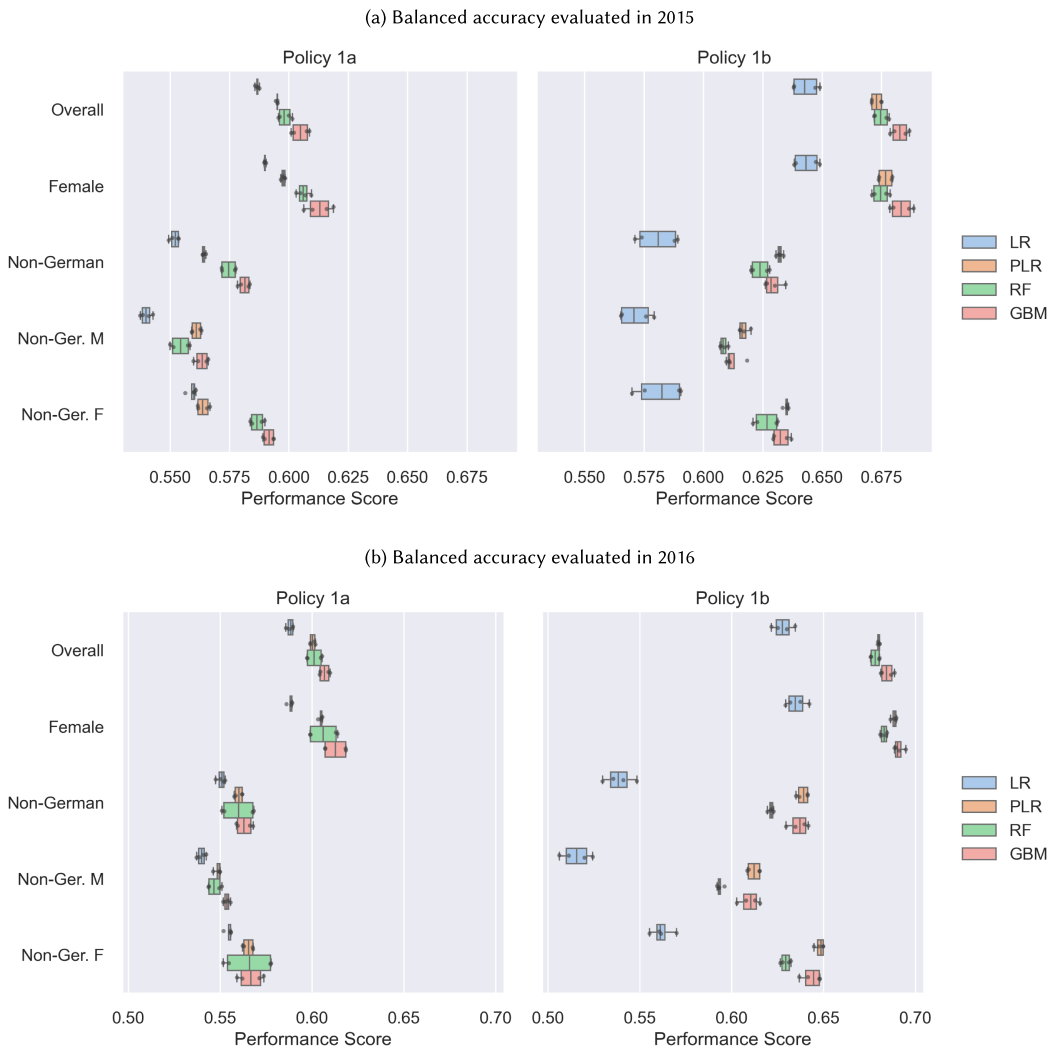 (a) Balanced accuracy evaluated in 2015
Policy 1a
Policy 1b
Overall
Female
Non-German
Non-Ger. M
Non-Ger. F
LR
PLR
RF
GBM
0.550 0.575 0.600 0.625 0.650 0.675
0.550 0.575 0.600 0.625 0.650 0.675
Performance Score
Performance Score
(b) Balanced accuracy evaluated in 2016
Policy 1a
Policy 1b
Overall
Female
Non-German
Non-Ger. M
Non-Ger. F
LR
PLR
RF
GBM
0.50 0.55 0.60 0.65 0.70
0.50 0.55 0.60 0.65 0.70
Performance Score
Performance Score